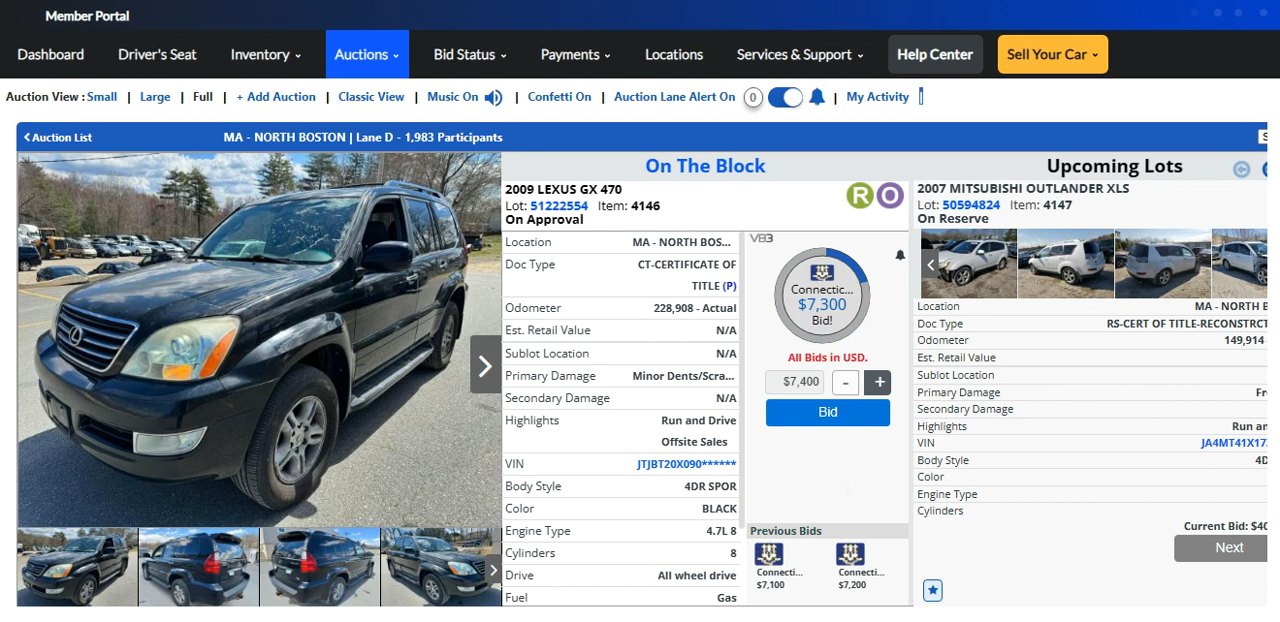 Member Portal
Dashboard Driver's Seat Inventory Auctions Bid Status Payments Locations Services & Support Help Center Sell Your Car
Auction View : Small | Large | Full | + Add Auction | Classic View | Music On | Confetti On | Auction Lane Alert On 0 | My Activity
Auction List MA - NORTH BOSTON | Lane D - 1,983 Participants S
On The Block
2009 LEXUS GX 470
Lot: 51222554 Item: 4146
On Approval
R O
Location MA - NORTH BOS...
Doc Type CT-CERTIFICATE OF
TITLE (P)
Odometer 228,908 - Actual
Est. Retail Value N/A
Sublot Location N/A
Primary Damage Minor Dents/Scra...
Secondary Damage N/A
Highlights Run and Drive
Offsite Sales
VIN JTJBT20X090******
Body Style 4DR SPOR
Color BLACK
Engine Type 4.7L 8
Cylinders 8
Drive All wheel drive
Fuel Gas
VB3
Connectic...
$7,300
Bid!
All Bids in USD.
$7,400 - +
Bid
Previous Bids
Connecti... Connecti...
$7,100 $7,200
Upcoming Lots
2007 MITSUBISHI OUTLANDER XLS
Lot: 50594824 Item: 4147
On Reserve
Location MA - NORTH B
Doc Type RS-CERT OF TITLE-RECONSTRCT
Odometer 149,914
Est. Retail Value
Sublot Location
Primary Damage Fr
Secondary Damage
Highlights Run an
VIN JA4MT41X17
Body Style 4D
Color
Engine Type
Cylinders
Current Bid: $40
Next